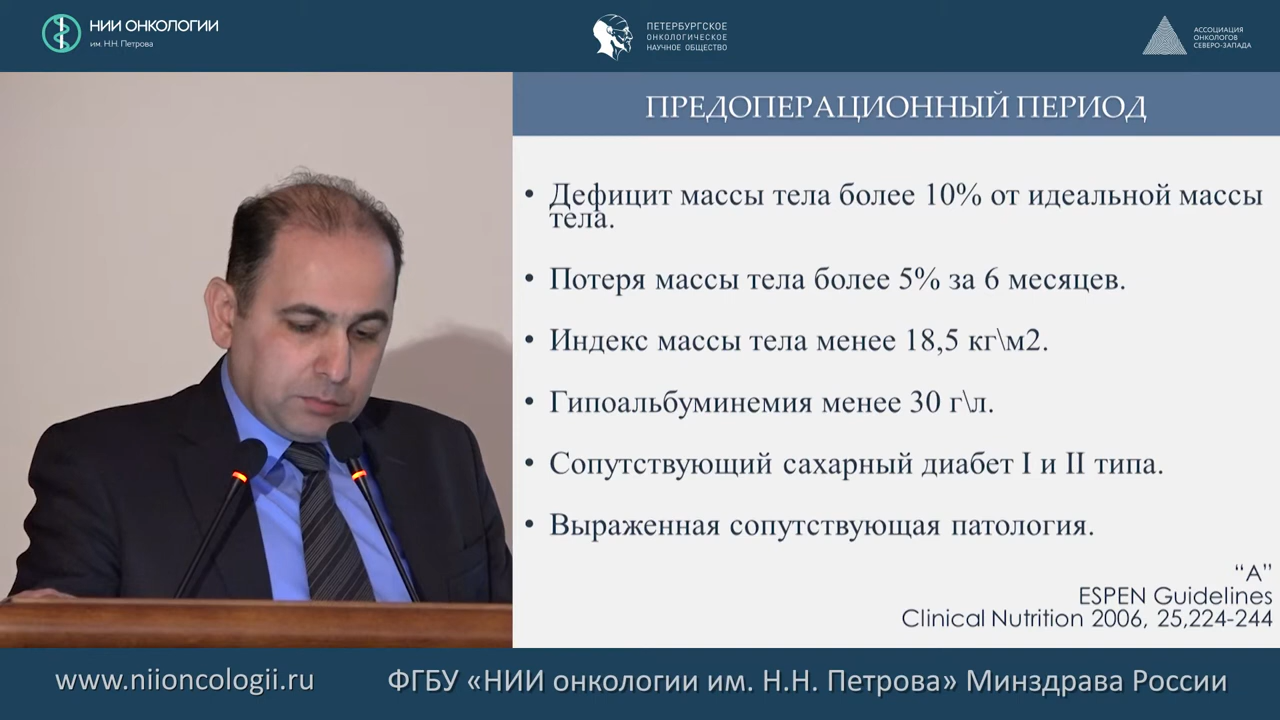 НИИ ОНКОЛОГИИ
им. Н.Н. Петрова
ПЕТЕРБУРГСКОЕ
ОНКОЛОГИЧЕСКОЕ
НАУЧНОЕ ОБЩЕСТВО
АССОЦИАЦИЯ
ОНКОЛОГОВ
СЕВЕРО-ЗАПАДА
ПРЕДОПЕРАЦИОННЫЙ ПЕРИОД
• Дефицит массы тела более 10% от идеальной массы
тела.
• Потеря массы тела более 5% за 6 месяцев.
• Индекс массы тела менее 18,5 кг\м2.
• Гипоальбуминемия менее 30 г\л.
• Сопутствующий сахарный диабет I и II типа.
• Выраженная сопутствующая патология.
“A”
ESPEN Guidelines
Clinical Nutrition 2006, 25,224-244
www.niioncologii.ru
ФГБУ «НИИ онкологии им. Н.Н. Петрова» Минздрава России